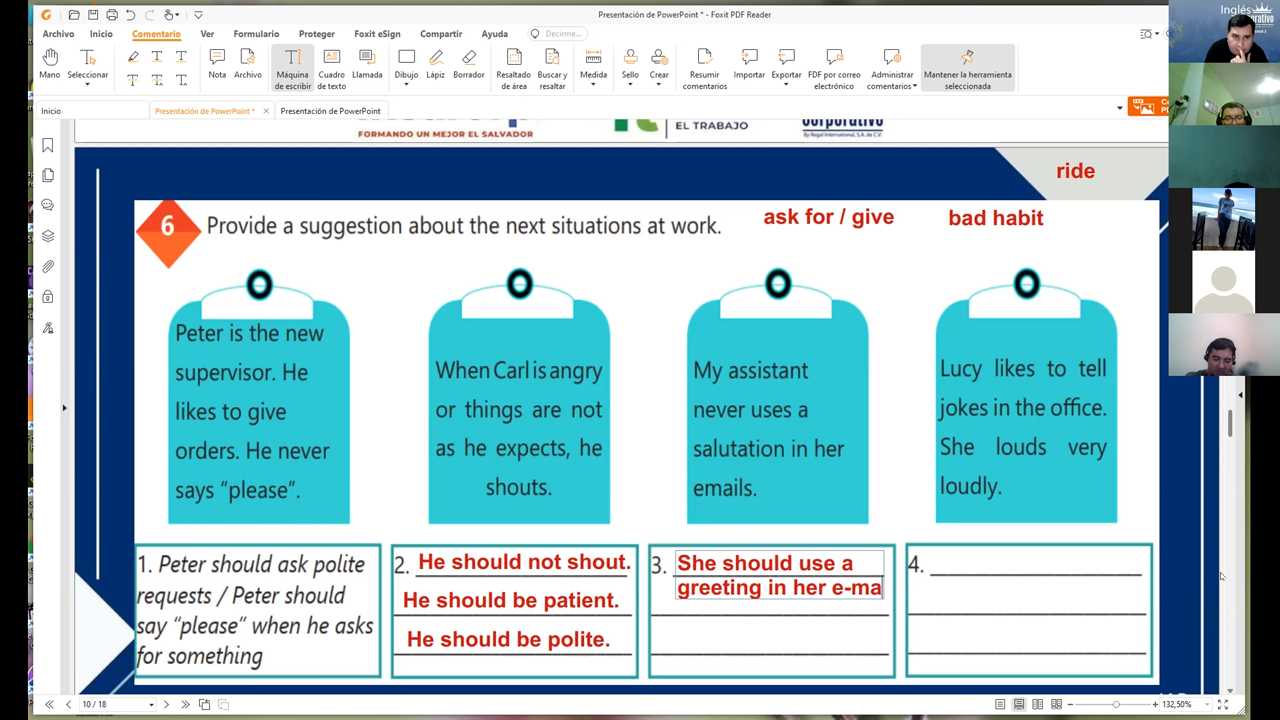 Presentación de PowerPoint * - Foxit PDF Reader
Inglés
Corporativo
Archivo Inicio Comentario Ver Formulario Proteger Foxit eSign Compartir Ayuda Decirme...
Mano
Seleccionar
Nota
Archivo
Máquina
de escribir
Cuadro
de texto
Llamada
Dibujo
Lápiz
Borrador
Resaltado
de área
Buscar y
resaltar
Medida
Sello
Crear
Resumir
comentarios
Importar
Exportar
PDF por correo
electrónico
Administrar
comentarios
Mantener la herramienta
seleccionada
Inicio
Presentación de PowerPoint *
Presentación de PowerPoint
FORMANDO UN MEJOR EL SALVADOR
EL TRABAJO
corporativo
By Regal International, S.A. de C.V.
ride
6 Provide a suggestion about the next situations at work.
ask for / give
bad habit
Peter is the new
supervisor. He
likes to give
orders. He never
says “please”.
When Carl is angry
or things are not
as he expects, he
shouts.
My assistant
never uses a
salutation in her
emails.
Lucy likes to tell
jokes in the office.
She louds very
loudly.
1. Peter should ask polite
requests / Peter should
say “please” when he asks
for something
2. He should not shout.
He should be patient.
He should be polite.
3. She should use a
greeting in her e-ma
4.
10 / 18
132,50%